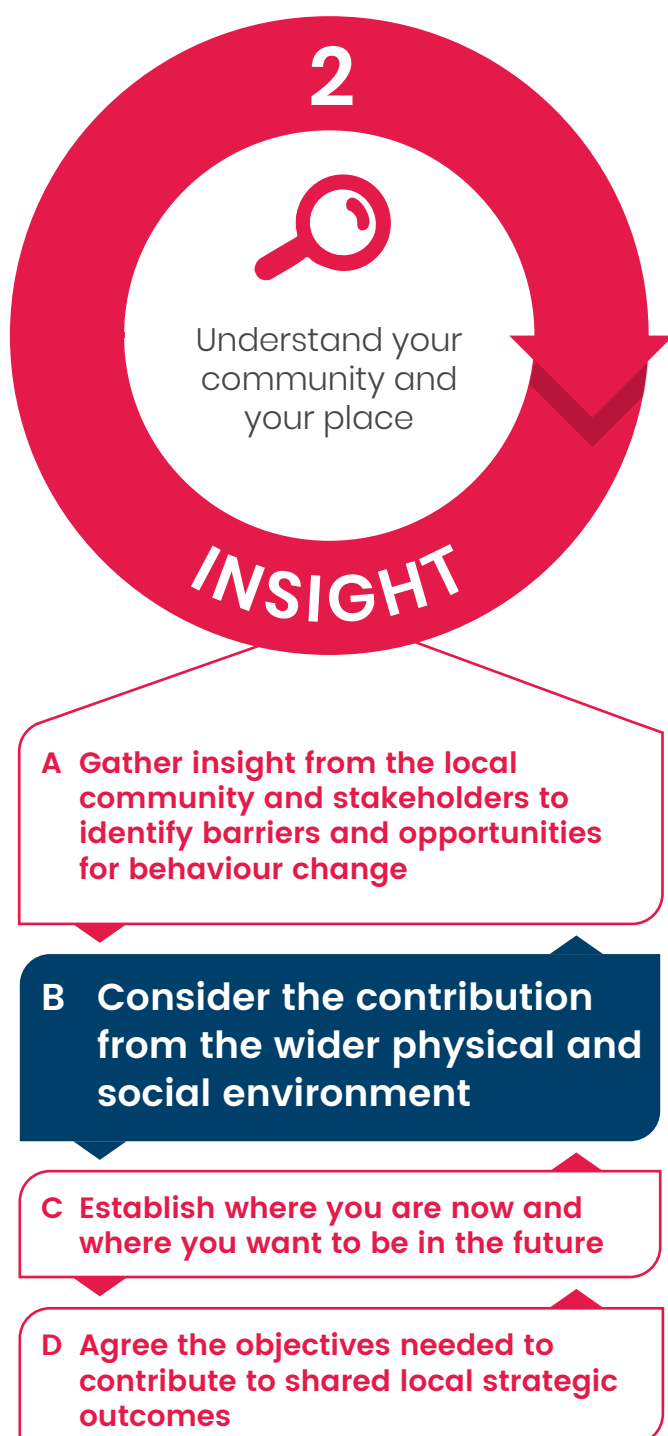 2
Understand your
community and
your place
INSIGHT
A Gather insight from the local
community and stakeholders to
identify barriers and opportunities
for behaviour change
B Consider the contribution
from the wider physical and
social environment
C Establish where you are now and
where you want to be in the future
D Agree the objectives needed to
contribute to shared local strategic
outcomes